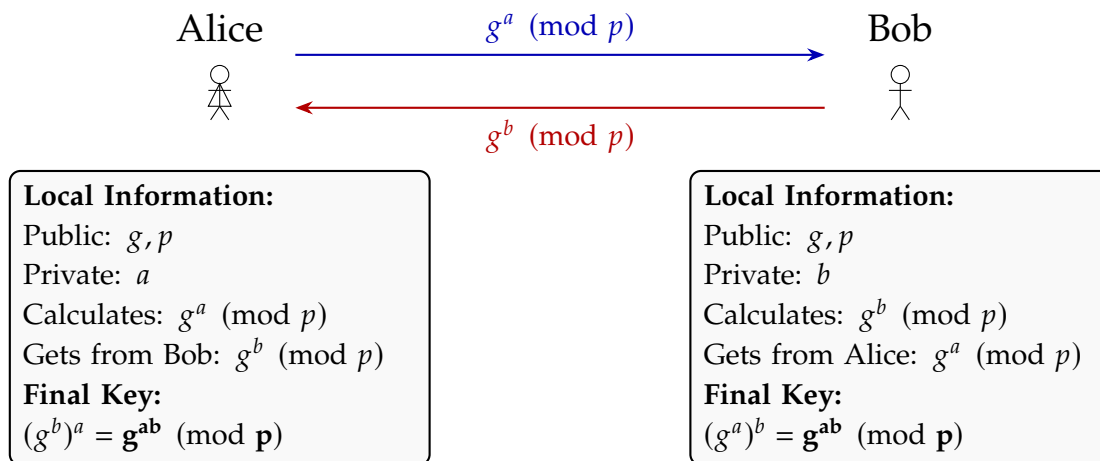 Alice
Bob
g^a (mod p)
g^b (mod p)
Local Information:
Public: g, p
Private: a
Calculates: g^a (mod p)
Gets from Bob: g^b (mod p)
Final Key:
(g^b)^a = g^ab (mod p)
Local Information:
Public: g, p
Private: b
Calculates: g^b (mod p)
Gets from Alice: g^a (mod p)
Final Key:
(g^a)^b = g^ab (mod p)